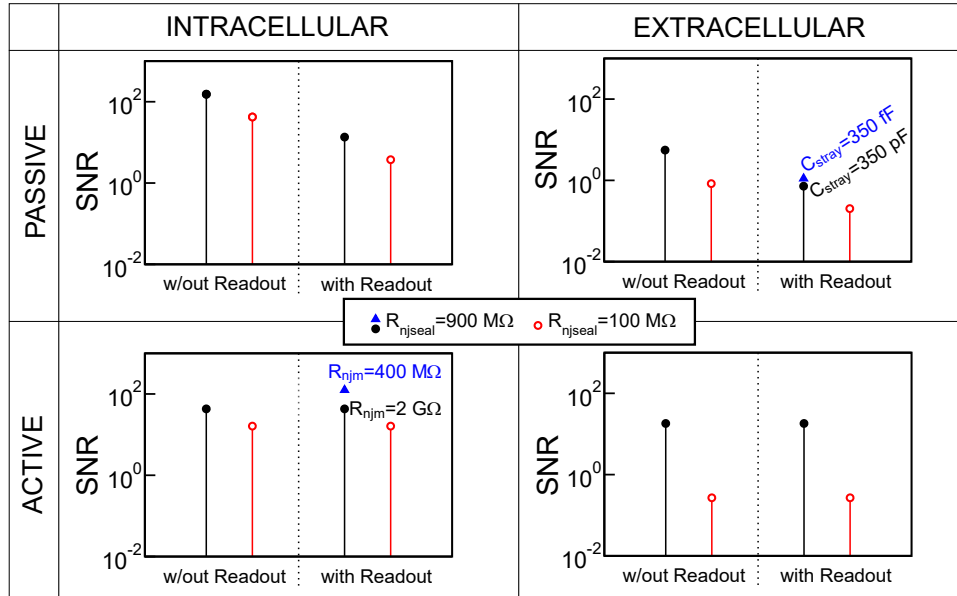 INTRACELLULAR
EXTRACELLULAR
PASSIVE
SNR
10^2
10^0
10^-2
w/out Readout
with Readout
SNR
10^2
10^0
10^-2
C_stray=350 fF
C_stray=350 pF
w/out Readout
with Readout
R_njseal=900 MΩ
R_njseal=100 MΩ
ACTIVE
SNR
10^2
10^0
10^-2
R_njm=400 MΩ
R_njm=2 GΩ
w/out Readout
with Readout
SNR
10^2
10^0
10^-2
w/out Readout
with Readout